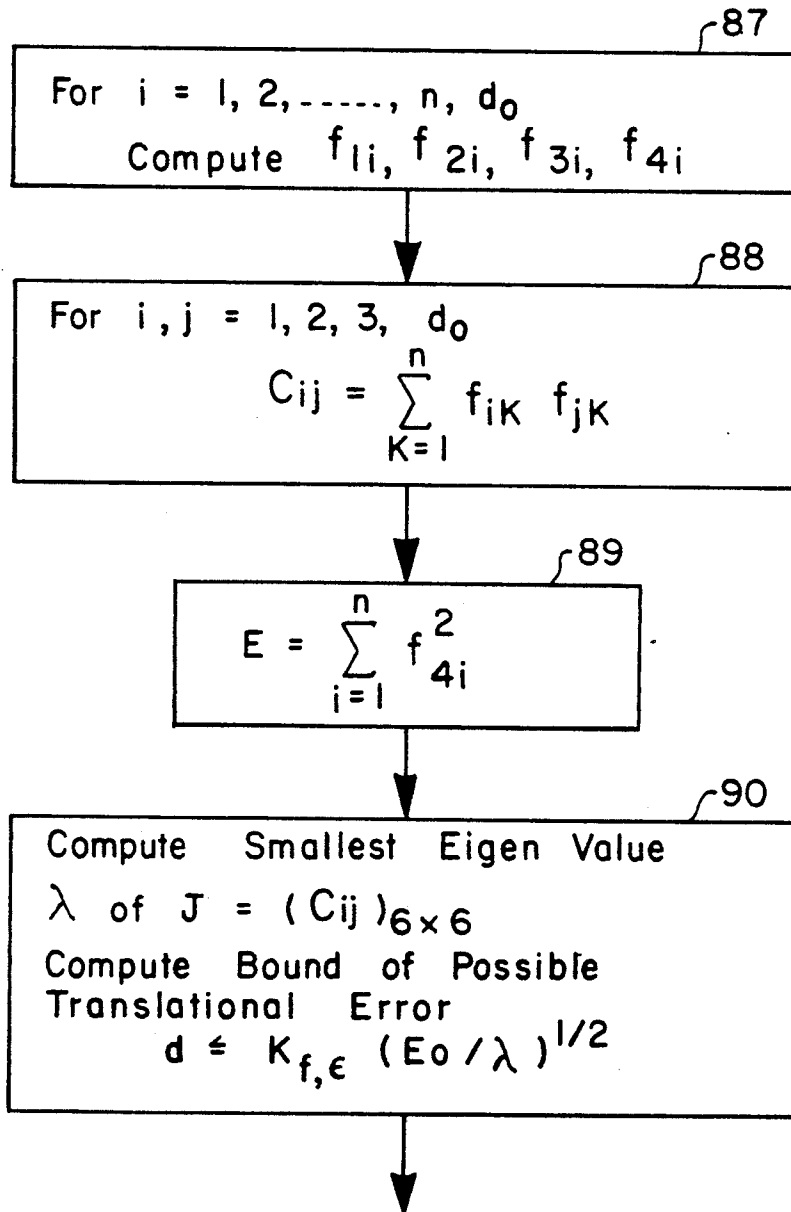 87
For i = 1, 2, -----, n, do
Compute f1i, f2i, f3i, f4i
88
For i, j = 1, 2, 3, do
n
Cij = ∑ fiK fjK
K=1
89
n
E = ∑ f²4i
i=1
90
Compute Smallest Eigen Value
λ of J = (Cij)6×6
Compute Bound of Possible
Translational Error
d ≤ Kf,ϵ (Eo/λ)1/2